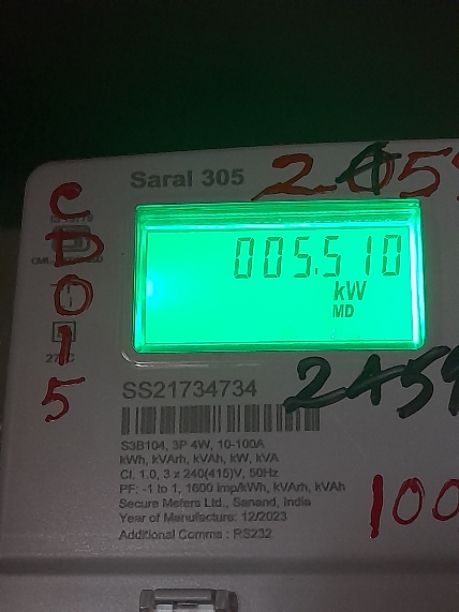 Saral 305
C
D
0
1
5
005.510
kW
MD
SS21734734
S3B104, 3P 4W, 10-100A
kWh, kVArh, kVAh, kW, kVA
Cl. 1.0, 3 x 240(415)V, 50Hz
PF: -1 to 1, 1600 imp/kWh, kVArh, kVAh
Secure Meters Ltd., Sanand, India
Year of Manufacture: 12/2023
Additional Comms : RS232
100